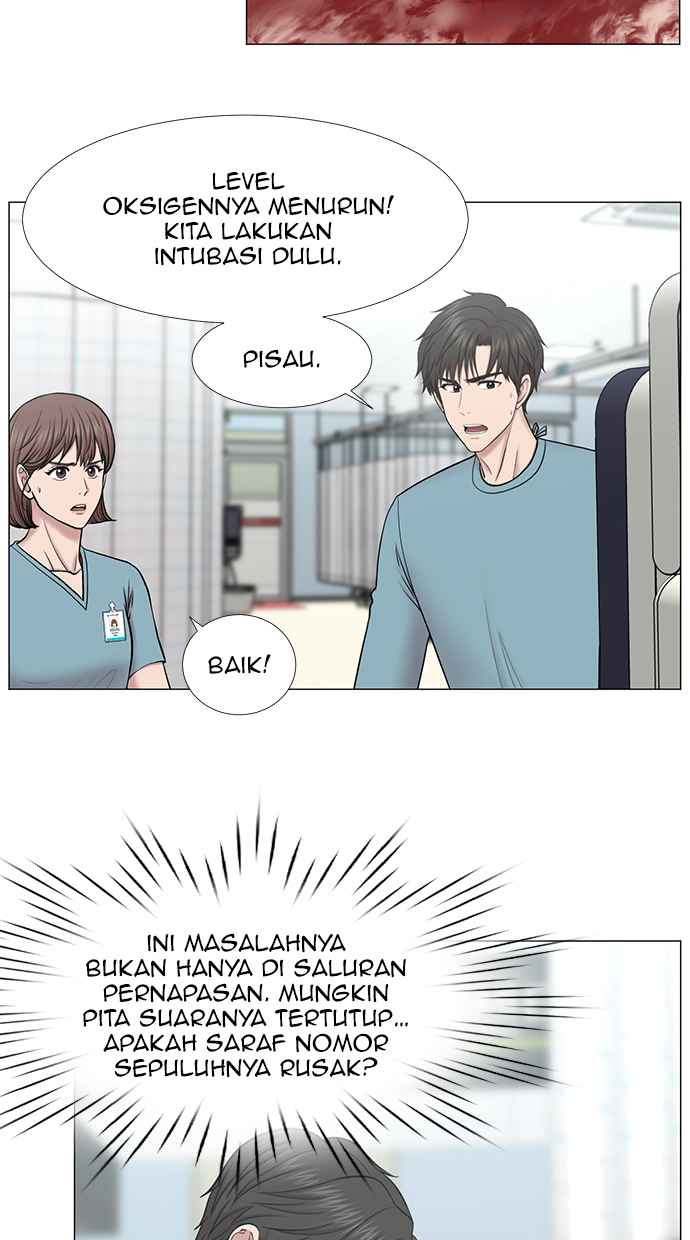 LEVEL
OKSIGENNYA MENURUN!
KITA LAKUKAN
INTUBASI DULU.
PISAU.
BAIK!
INI MASALAHNYA
BUKAN HANYA DI SALURAN
PERNAPASAN. MUNGKIN
PITA SUARANYA TERTUTUP...
APAKAH SARAF NOMOR
SEPULUHNYA RUSAK?